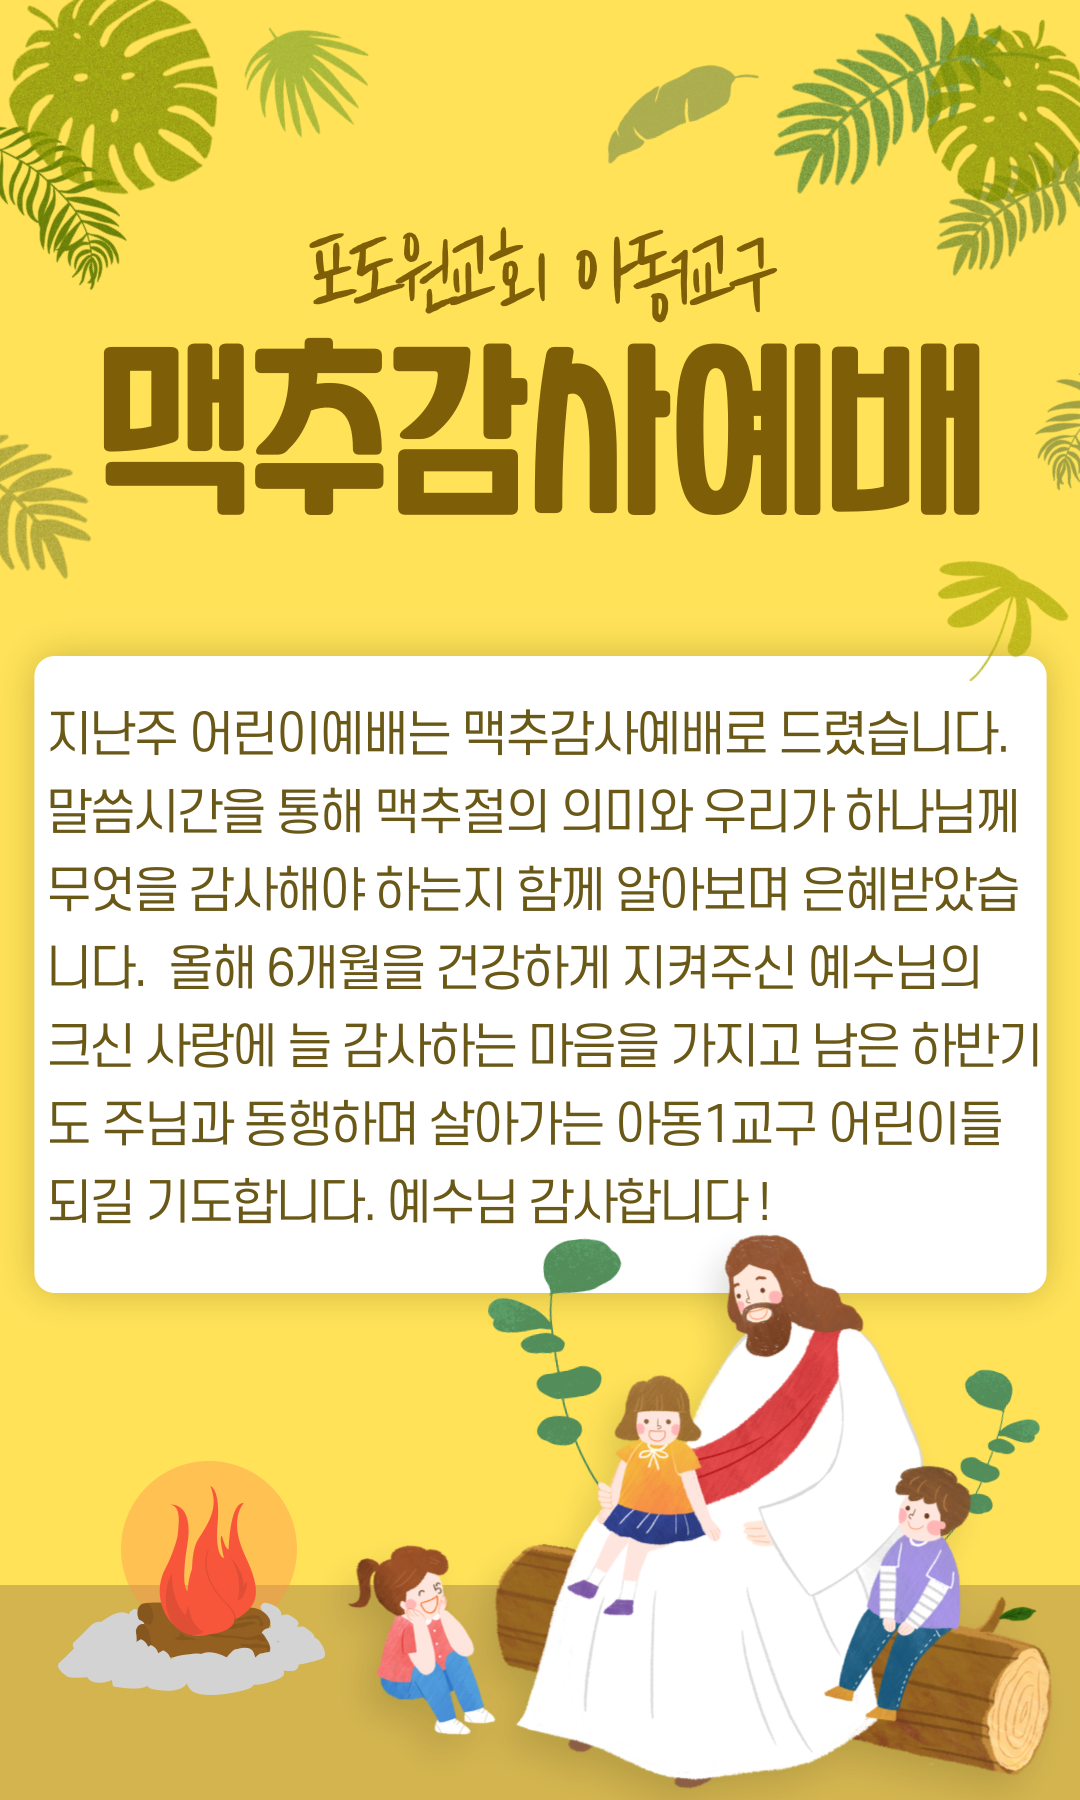 포도원교회 아동1교구
맥추감사예배
지난주 어린이예배는 맥추감사예배로 드렸습니다.
말씀시간을 통해 맥추절의 의미와 우리가 하나님께
무엇을 감사해야 하는지 함께 알아보며 은혜받았습
니다. 올해 6개월을 건강하게 지켜주신 예수님의
크신 사랑에 늘 감사하는 마음을 가지고 남은 하반기
도 주님과 동행하며 살아가는 아동1교구 어린이들
되길 기도합니다. 예수님 감사합니다 !